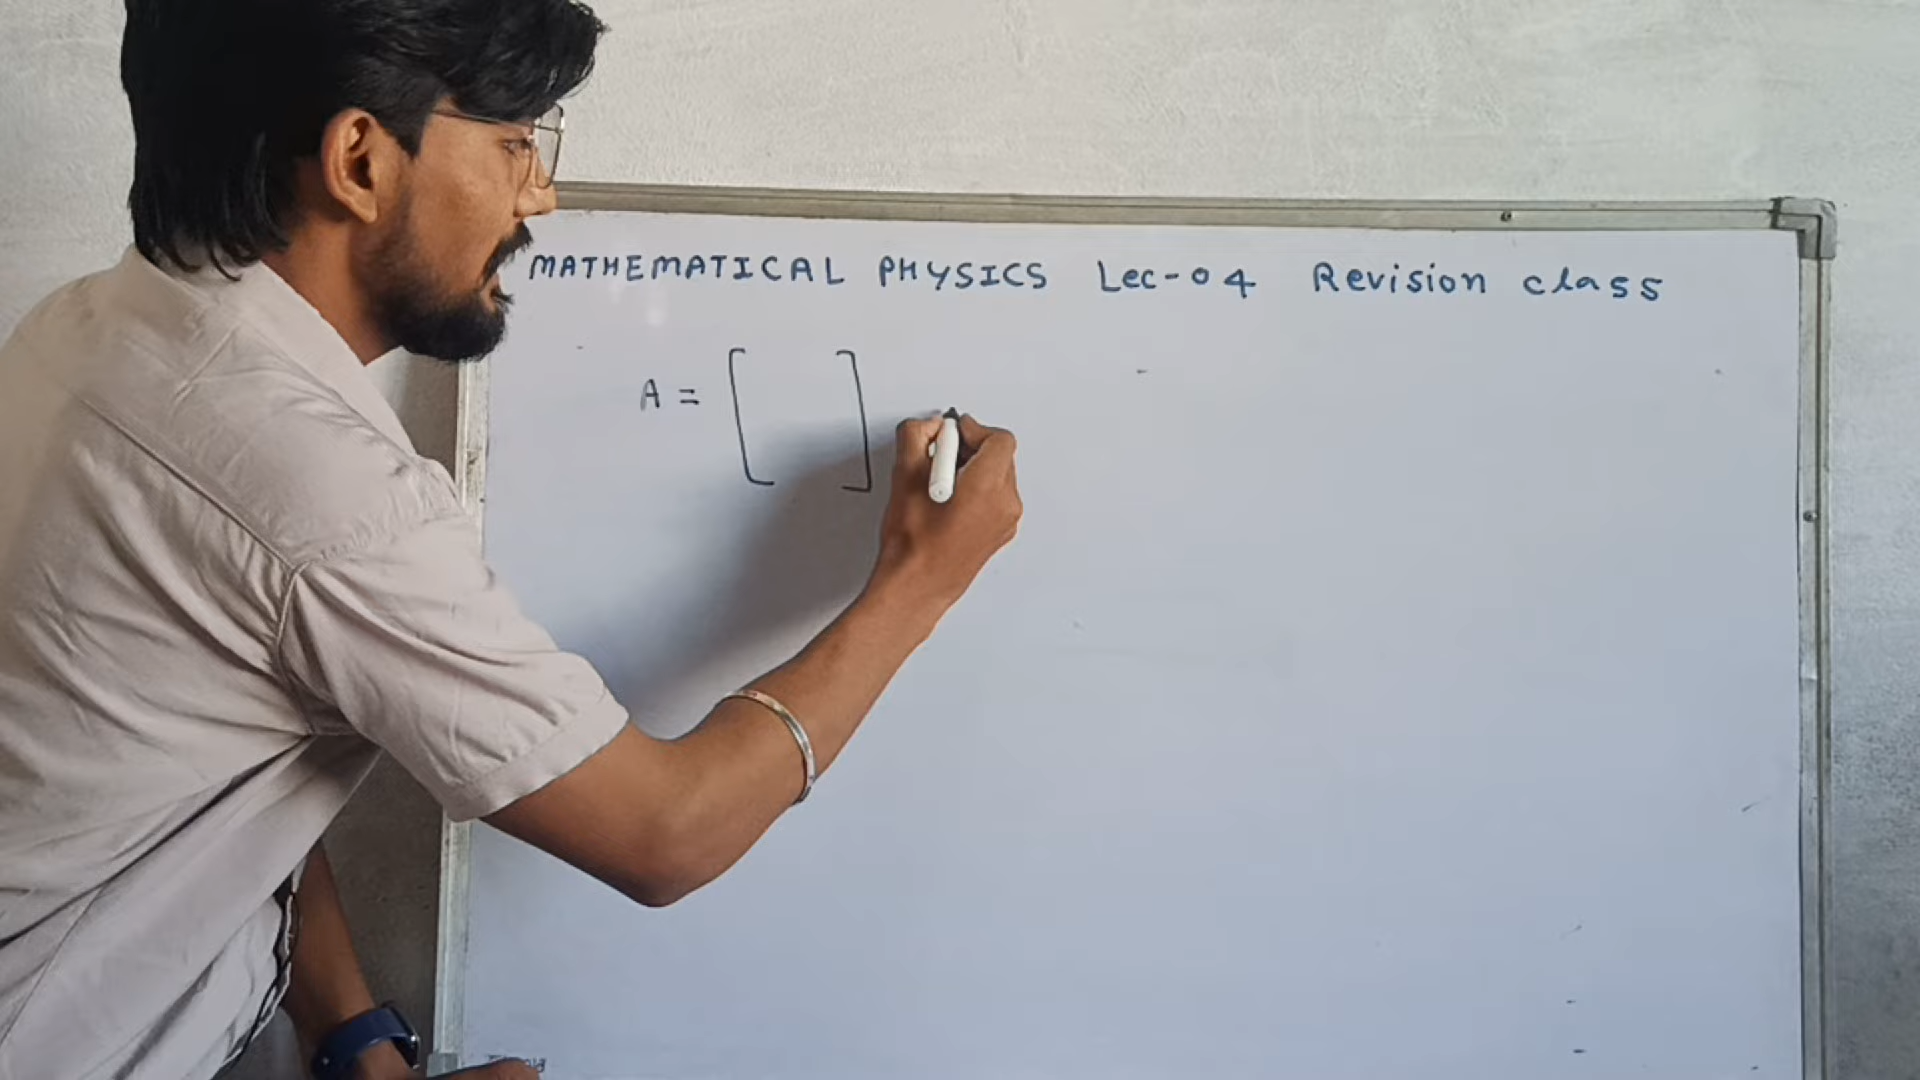 MATHEMATICAL PHYSICS Lec-04 Revision class
A = [ ]